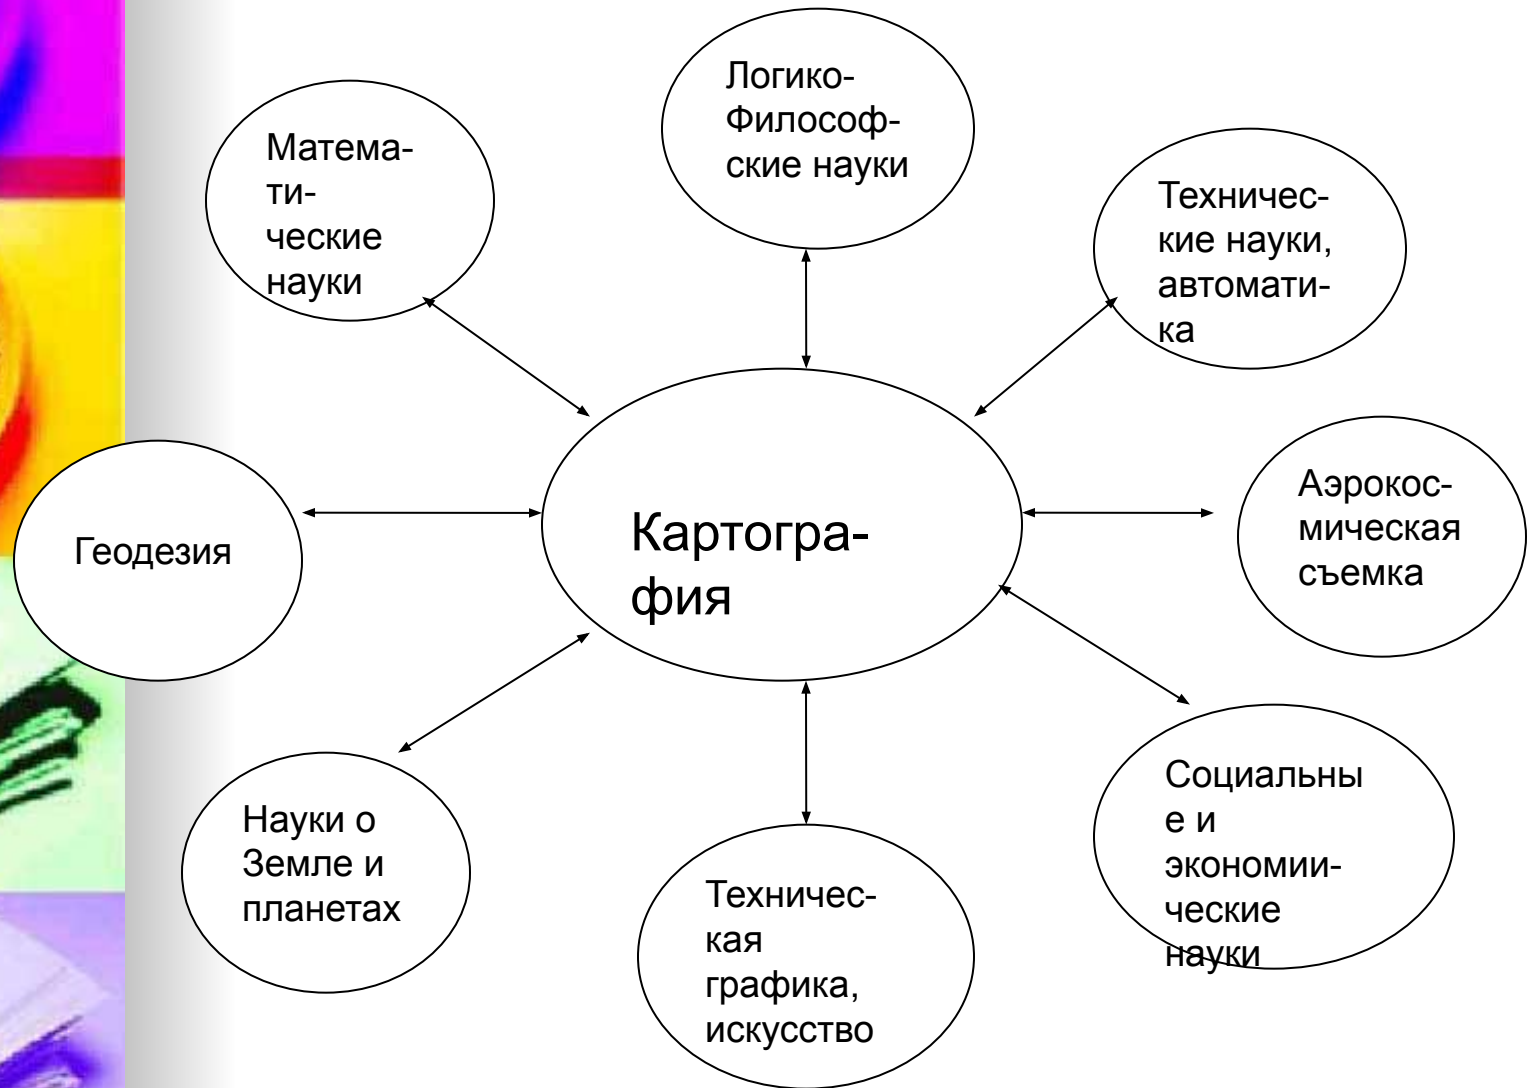 Логико-
Философ-
ские науки
Матема-
ти-
ческие
науки
Техничес-
кие науки,
автомати-
ка
Аэрокос-
мическая
съемка
Картогра-
фия
Геодезия
Социальны
е и
экономии-
ческие
науки
Науки о
Земле и
планетах
Техничес-
кая
графика,
искусство